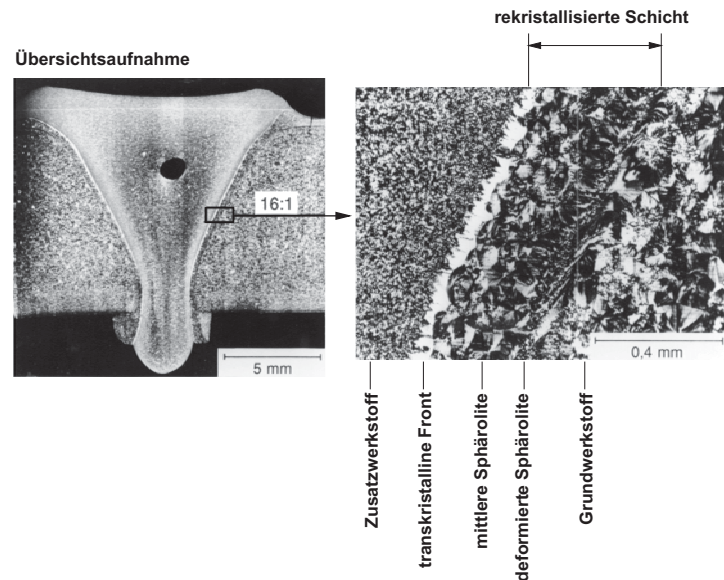 rekristallisierte Schicht
Übersichtsaufnahme
16:1
5 mm
0,4 mm
Zusatzwerkstoff
transkristalline Front
mittlere Sphärolite
deformierte Sphärolite
Grundwerkstoff